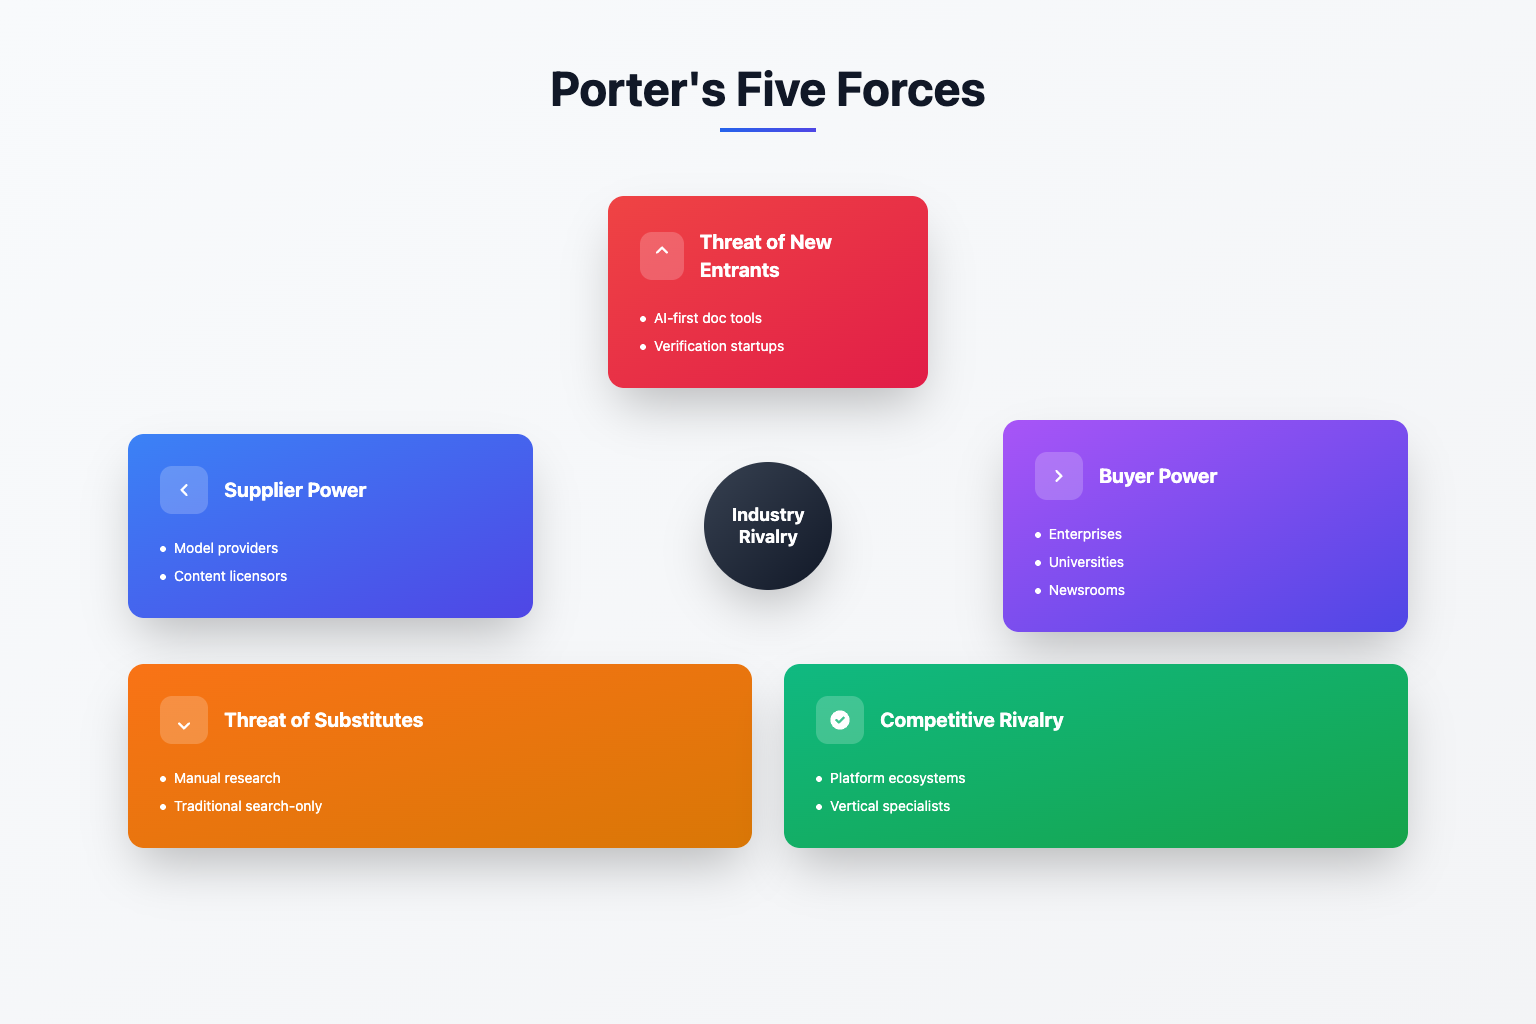 Porter's Five Forces
Threat of New
Entrants
AI-first doc tools
Verification startups
Supplier Power
Model providers
Content licensors
Industry
Rivalry
Buyer Power
Enterprises
Universities
Newsrooms
Threat of Substitutes
Manual research
Traditional search-only
Competitive Rivalry
Platform ecosystems
Vertical specialists